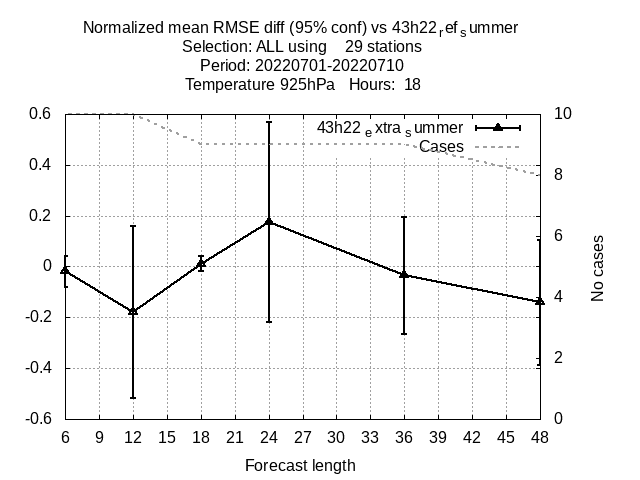 Normalized mean RMSE diff (95% conf) vs 43h22refsummer
Selection: ALL using    29 stations
Period: 20220701-20220710
Temperature 925hPa   Hours:  18
43h22 extrasummer
Cases
0.6
0.4
0.2
0
-0.2
-0.4
-0.6
10
8
6
4
2
0
No cases
6 9 12 15 18 21 24 27 30 33 36 39 42 45 48
Forecast length